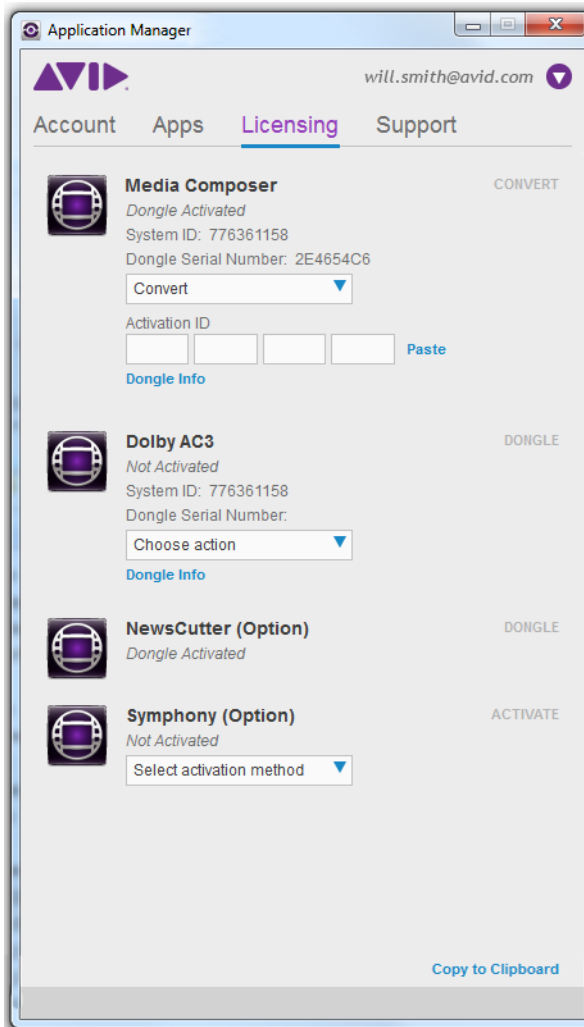 Application Manager
AVID
will.smith@avid.com
Account Apps Licensing Support
Media Composer CONVERT
Dongle Activated
System ID: 776361158
Dongle Serial Number: 2E4654C6
Convert
Activation ID
Paste
Dongle Info
Dolby AC3 DONGLE
Not Activated
System ID: 776361158
Dongle Serial Number:
Choose action
Dongle Info
NewsCutter (Option) DONGLE
Dongle Activated
Symphony (Option) ACTIVATE
Not Activated
Select activation method
Copy to Clipboard